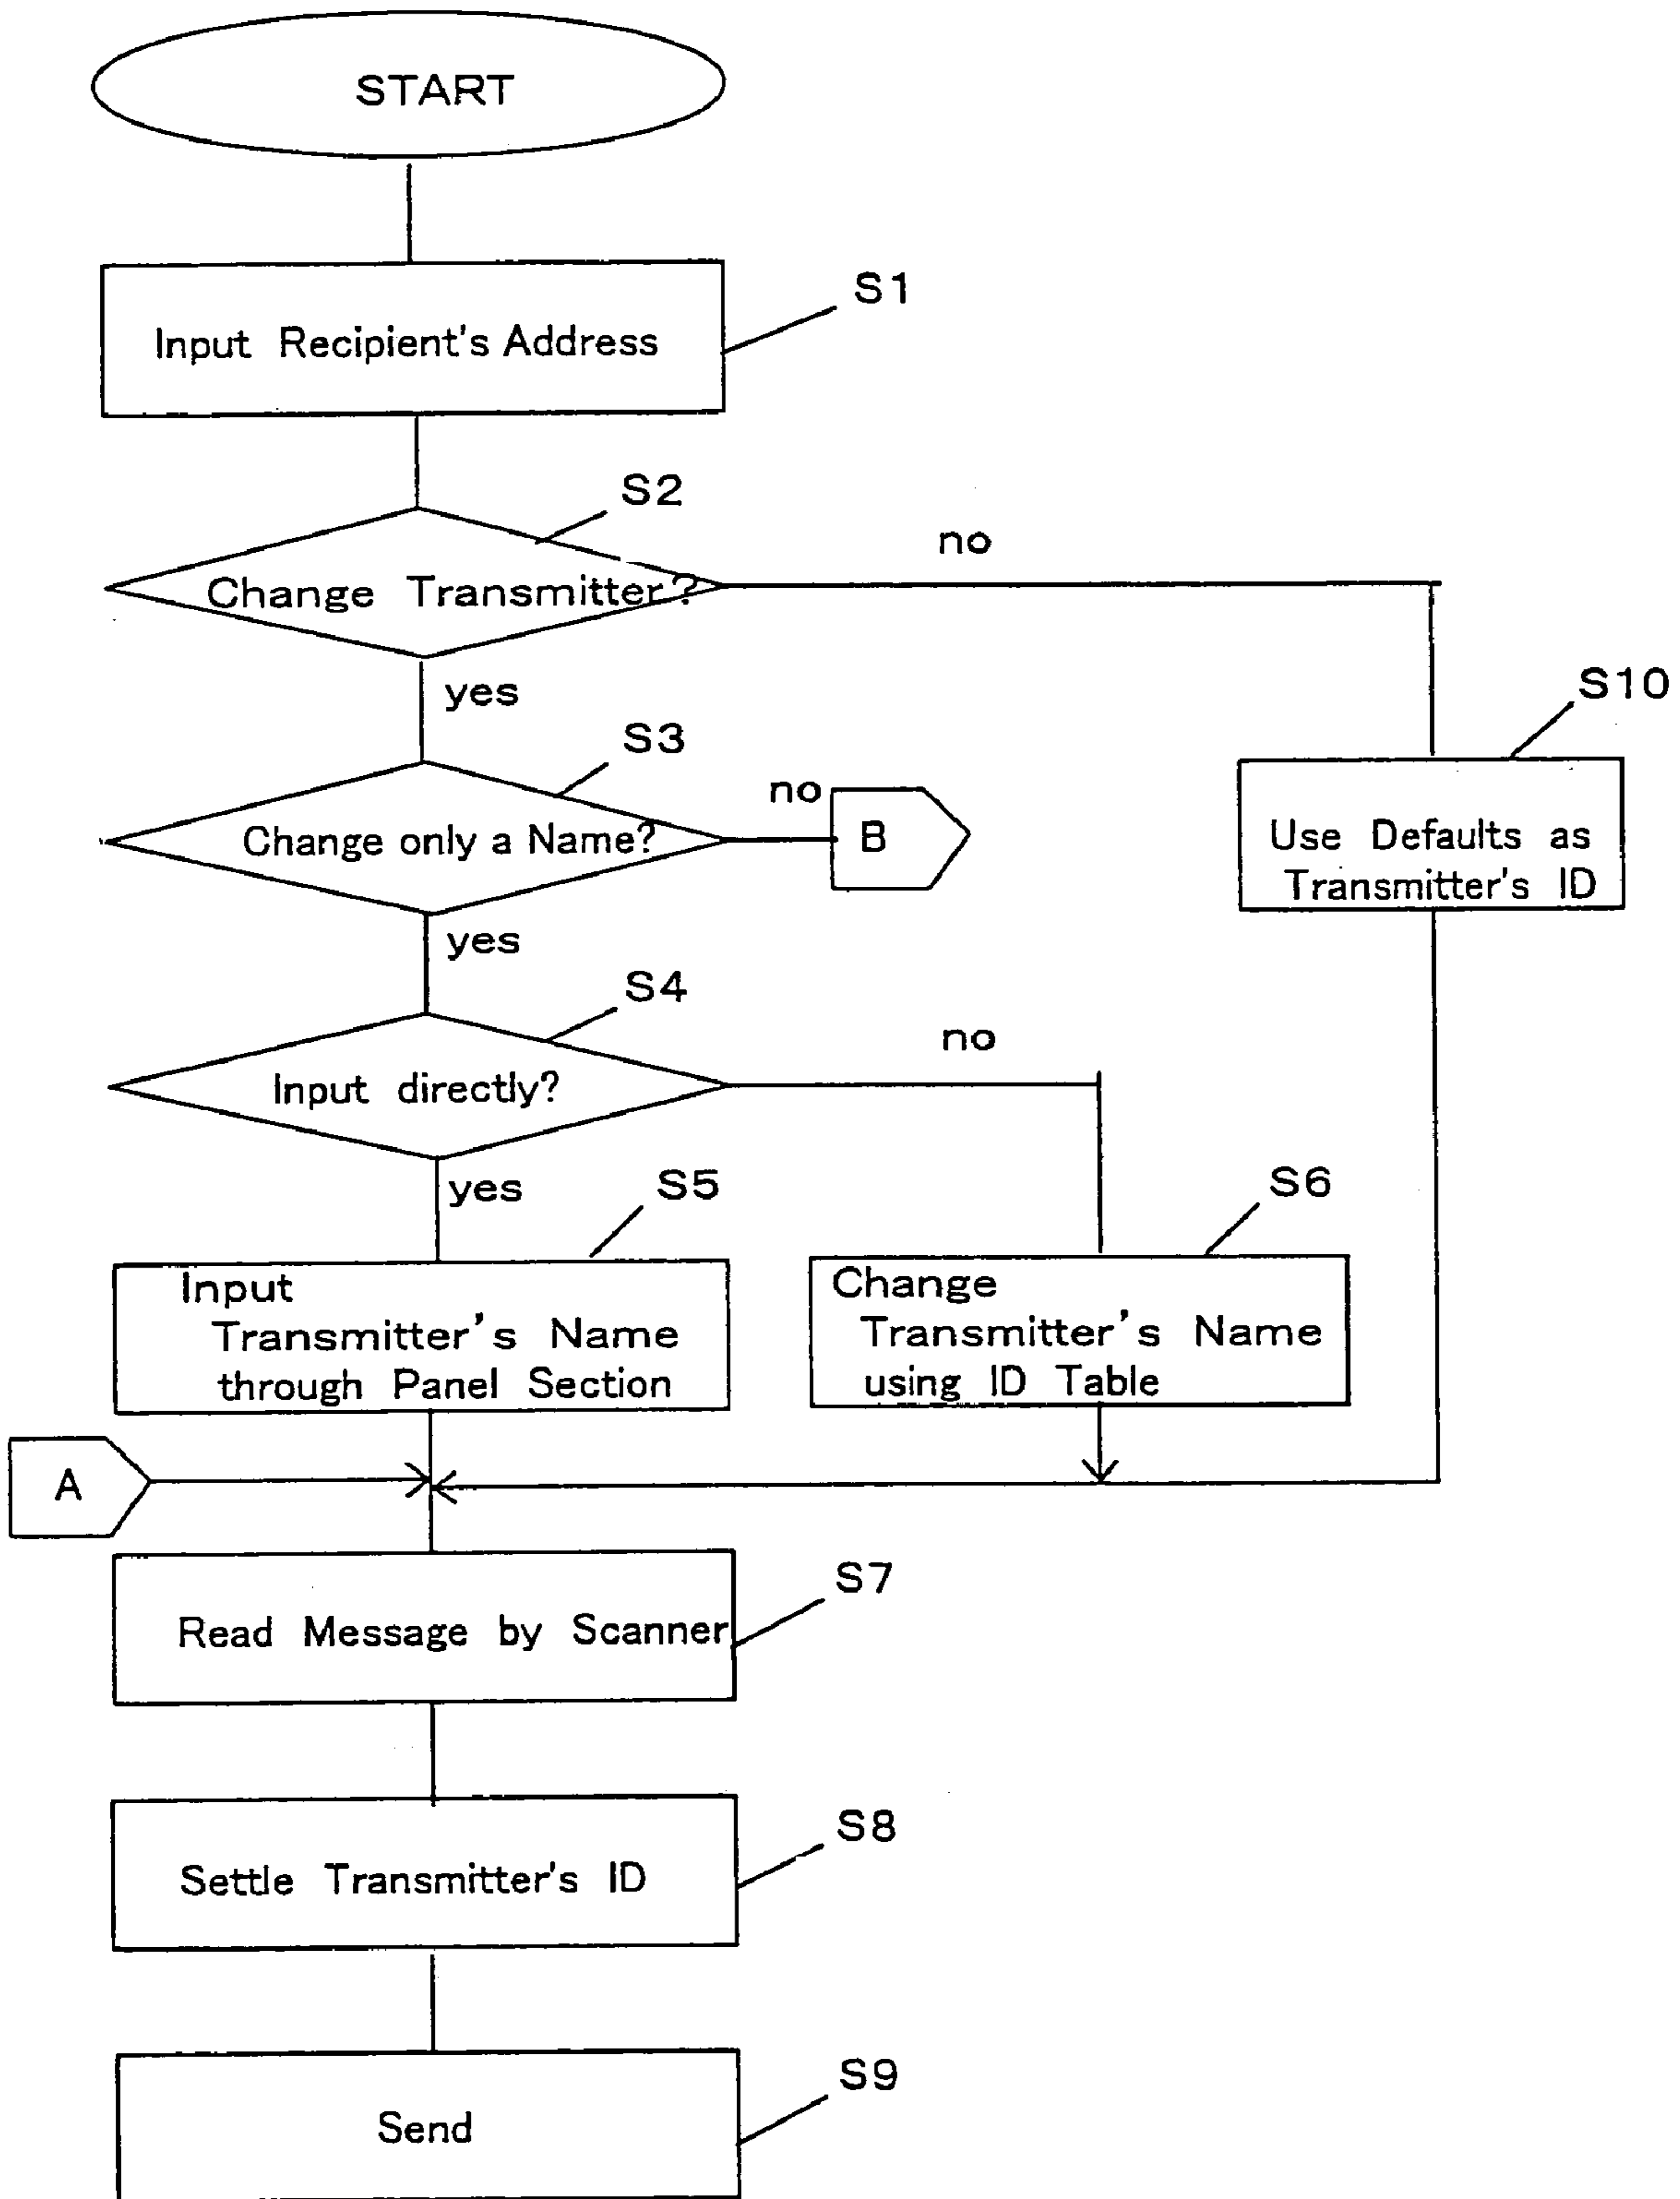 START
S1
Input Recipient's Address
S2
no
Change Transmitter?
yes
S10
S3
no
Change only a Name?
B
Use Defaults as
Transmitter's ID
yes
S4
no
Input directly?
yes
S5
S6
Input
Transmitter's Name
through Panel Section
Change
Transmitter's Name
using ID Table
A
S7
Read Message by Scanner
S8
Settle Transmitter's ID
S9
Send